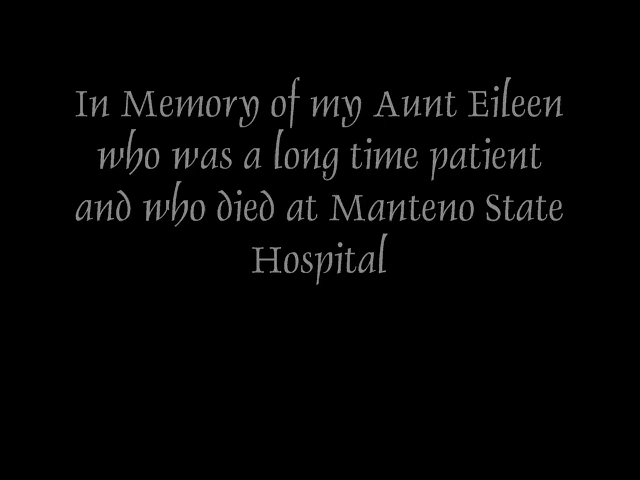 In Memory of my Aunt Eileen
who was a long time patient
and who died at Manteno State
Hospital